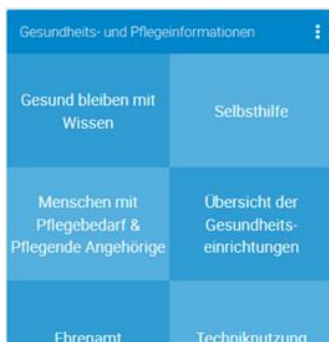 Gesundheits- und Pflegeinformationen
Gesund bleiben mit
Wissen
Selbsthilfe
Menschen mit
Pflegebedarf &
Pflegende Angehörige
Übersicht der
Gesundheits-
einrichtungen
Ehrenamt
Techniknutzung